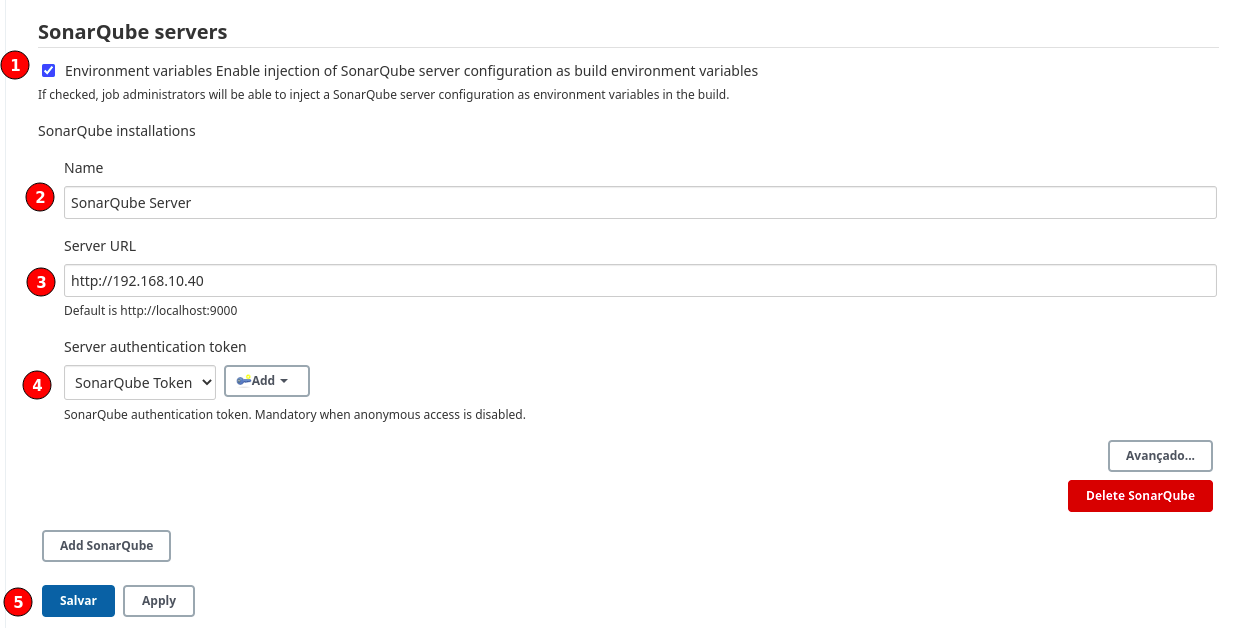 SonarQube servers
1
Environment variables Enable injection of SonarQube server configuration as build environment variables
If checked, job administrators will be able to inject a SonarQube server configuration as environment variables in the build.
SonarQube installations
Name
2
SonarQube Server
Server URL
3
http://192.168.10.40
Default is http://localhost:9000
Server authentication token
4
SonarQube Token
Add
SonarQube authentication token. Mandatory when anonymous access is disabled.
Avançado...
Delete SonarQube
Add SonarQube
5
Salvar
Apply